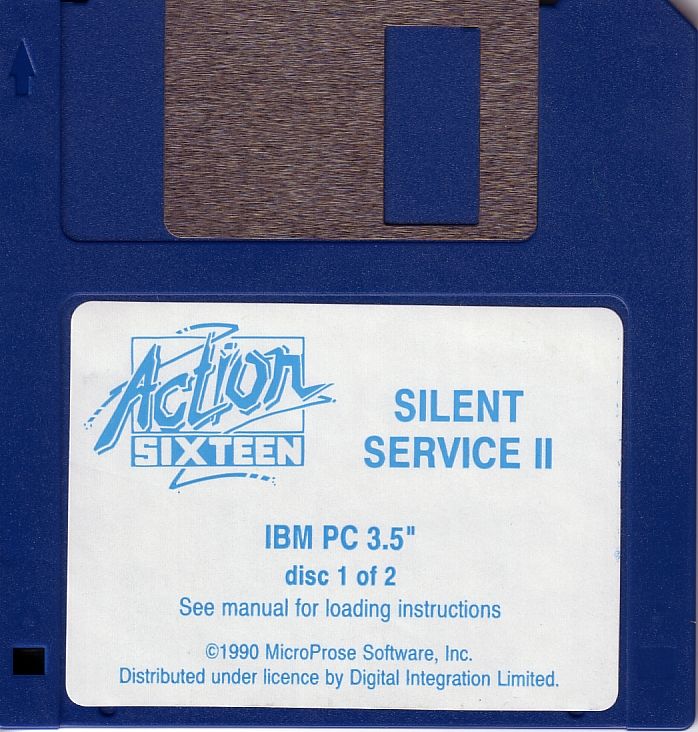 Action
SIXTEEN
SILENT
SERVICE II
IBM PC 3.5"
disc 1 of 2
See manual for loading instructions
©1990 MicroProse Software, Inc.
Distributed under licence by Digital Integration Limited.